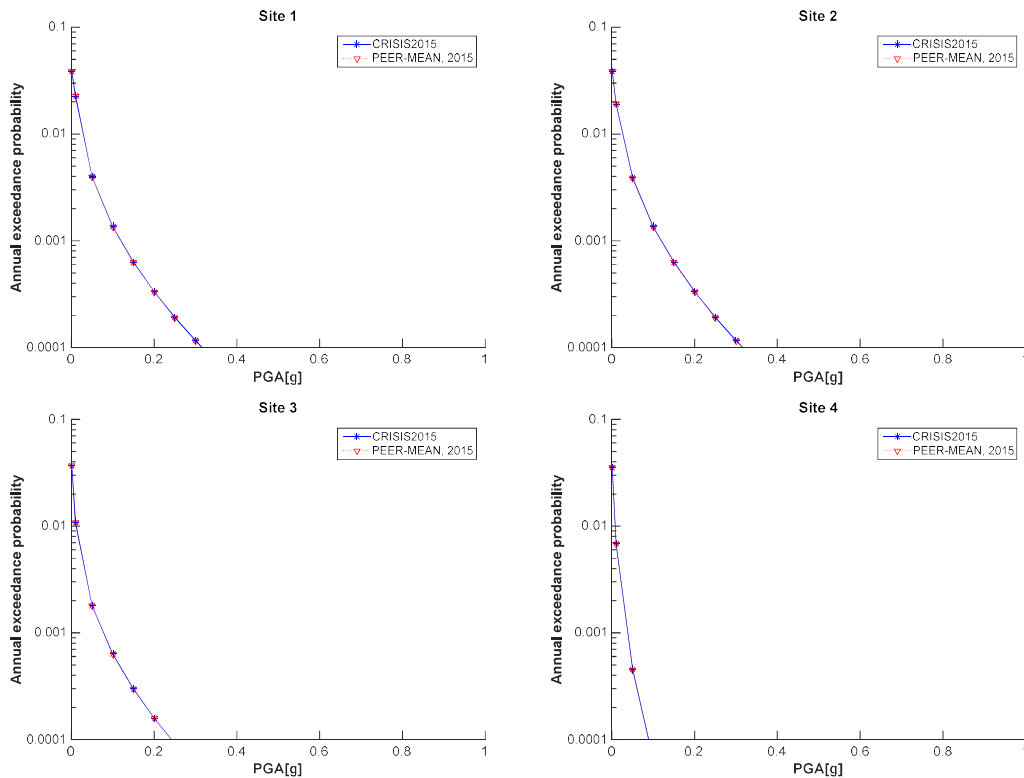 Site 1
CRISIS2015
PEER-MEAN, 2015
Annual exceedance probability
0.1
0.01
0.001
0.0001
0 0.2 0.4 0.6 0.8 1
PGA[g]
Site 2
CRISIS2015
PEER-MEAN, 2015
Annual exceedance probability
0.1
0.01
0.001
0.0001
0 0.2 0.4 0.6 0.8 1
PGA[g]
Site 3
CRISIS2015
PEER-MEAN, 2015
Annual exceedance probability
0.1
0.01
0.001
0.0001
0 0.2 0.4 0.6 0.8 1
PGA[g]
Site 4
CRISIS2015
PEER-MEAN, 2015
Annual exceedance probability
0.1
0.01
0.001
0.0001
0 0.2 0.4 0.6 0.8 1
PGA[g]